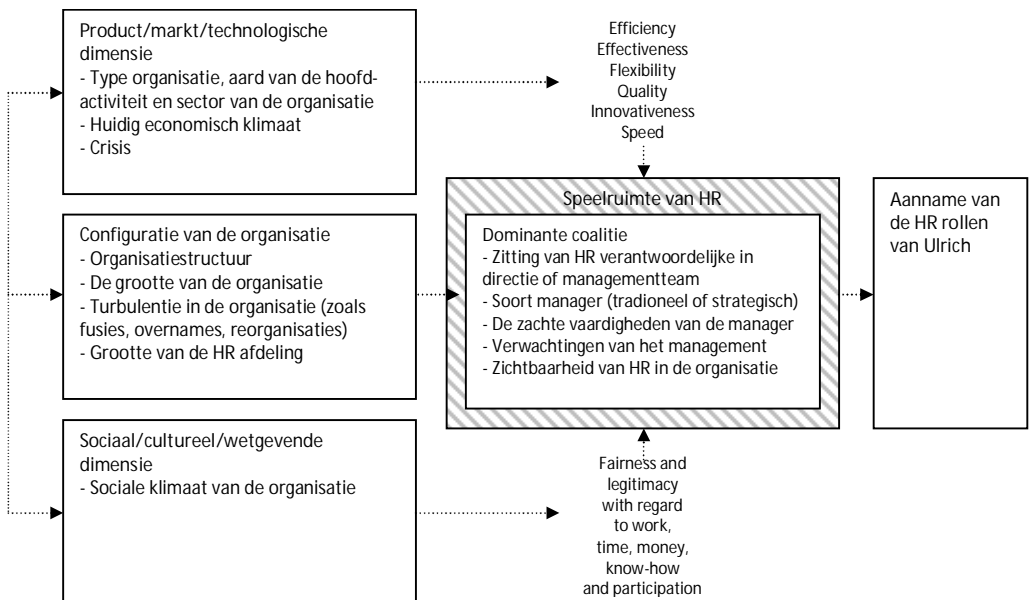 Product/markt/technologische
dimensie
- Type organisatie, aard van de hoofd-
activiteit en sector van de organisatie
- Huidig economisch klimaat
- Crisis
Efficiency
Effectiveness
Flexibility
Quality
Innovativeness
Speed
Configuratie van de organisatie
- Organisatiestructuur
- De grootte van de organisatie
- Turbulentie in de organisatie (zoals
fusies, overnames, reorganisaties)
- Grootte van de HR afdeling
Speelruimte van HR
Dominante coalitie
- Zitting van HR verantwoordelijke in
directie of managementteam
- Soort manager (tradioneel of strategisch)
- De zachte vaardigheden van de manager
- Verwachtingen van het management
- Zichtbaarheid van HR in de organisatie
Aanname van
de HR rollen
van Ulrich
Sociaal/cultureel/wetgevende
dimensie
- Sociale klimaat van de organisatie
Fairness and
legitimacy
with regard
to work,
time, money,
know-how
and participation